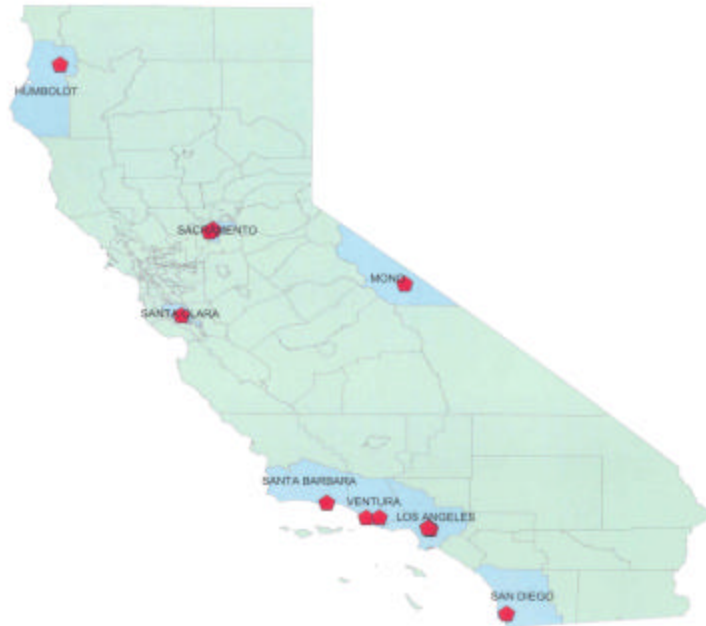 HUMBOLDT
SACRAMENTO
MONO
SANTA CLARA
SANTA BARBARA
VENTURA
LOS ANGELES
SAN DIEGO